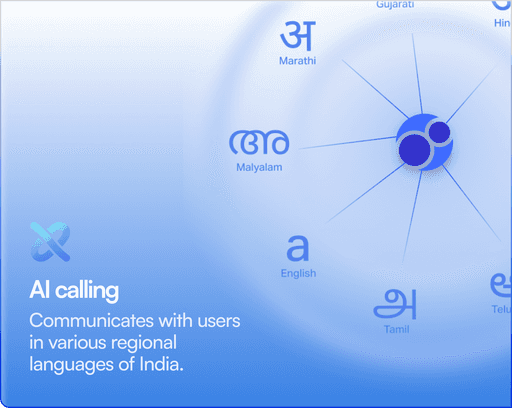 Gujarati
अ
Marathi
അ
Malyalam
a
English
அ
Tamil
AI calling
Communicates with users
in various regional
languages of India.